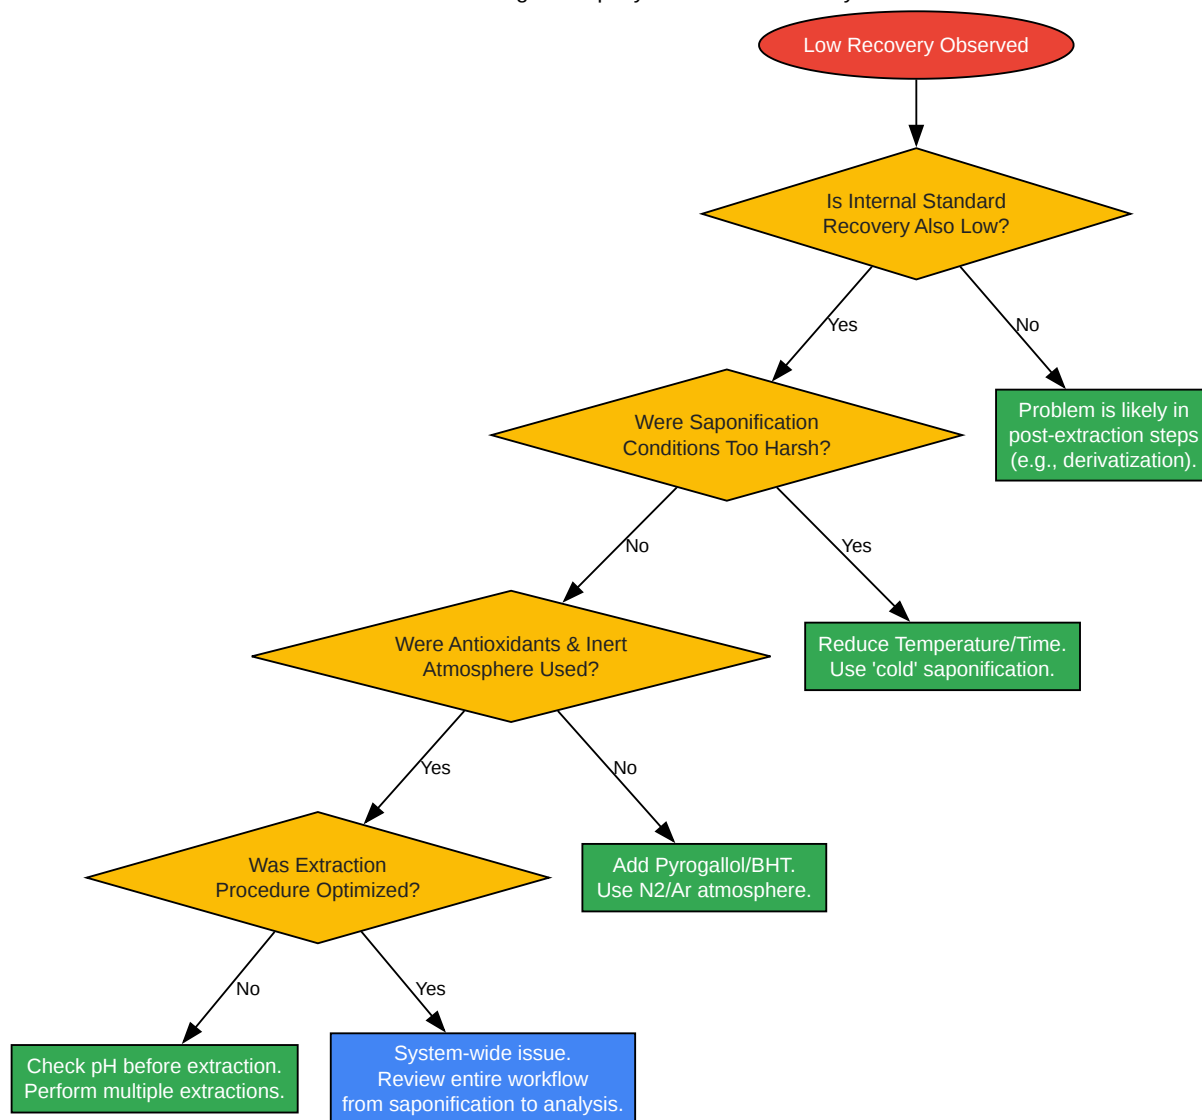 Low Recovery Observed
Is Internal Standard
Recovery Also Low?
Yes
No
Were Saponification
Conditions Too Harsh?
Problem is likely in
post-extraction steps
(e.g., derivatization).
No
Yes
Were Antioxidants & Inert
Atmosphere Used?
Reduce Temperature/Time.
Use 'cold' saponification.
Yes
No
Was Extraction
Procedure Optimized?
Add Pyrogallol/BHT.
Use N2/Ar atmosphere.
No
Yes
Check pH before extraction.
Perform multiple extractions.
System-wide issue.
Review entire workflow
from saponification to analysis.